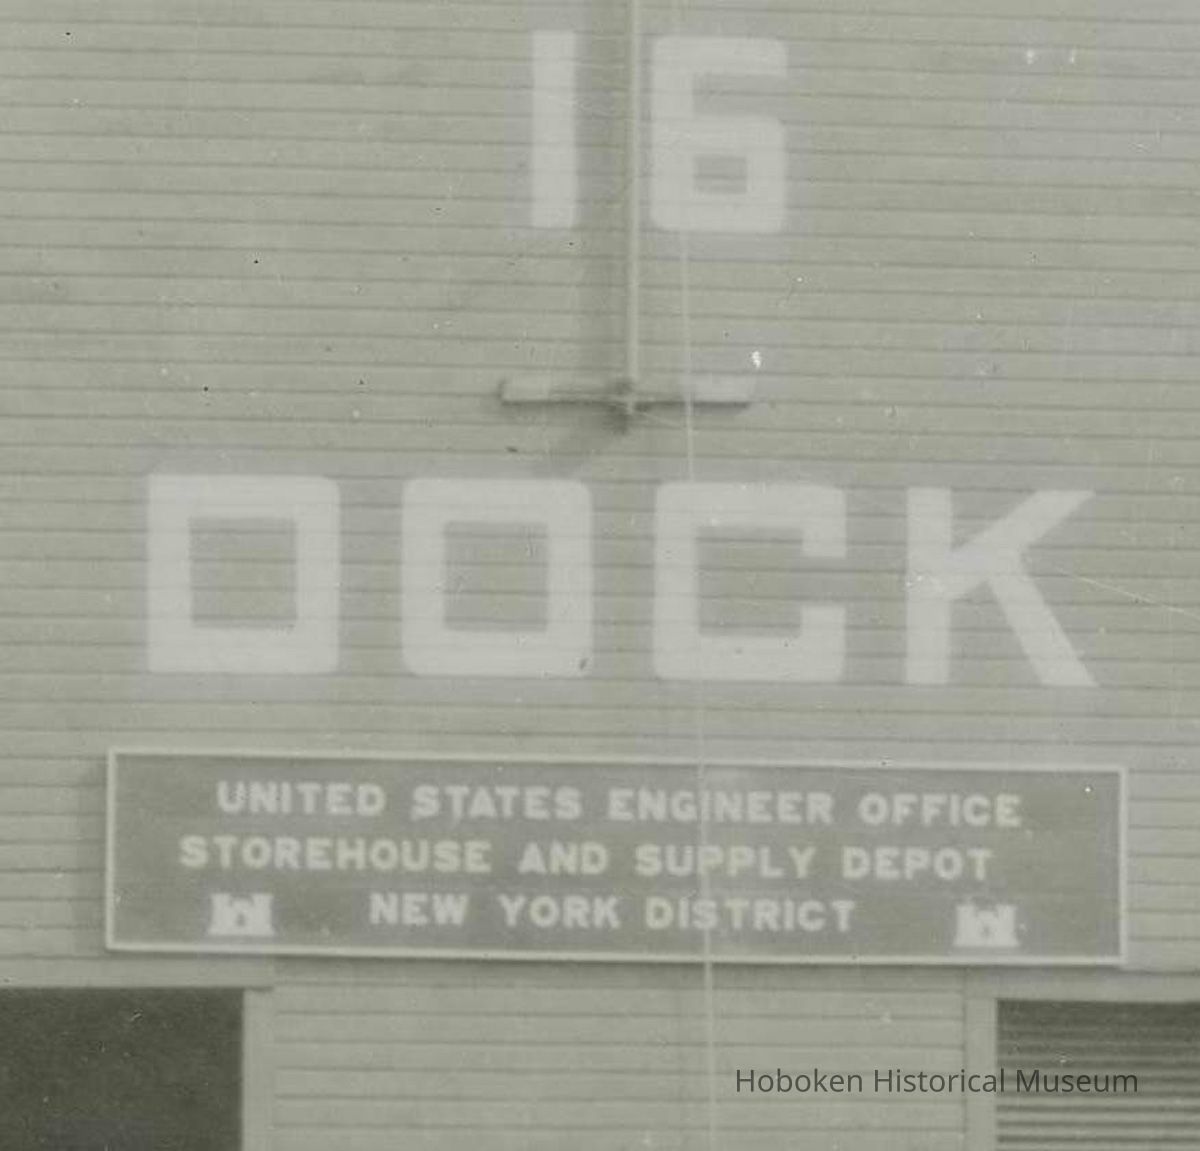 16
DOCK
UNITED STATES ENGINEER OFFICE
STOREHOUSE AND SUPPLY DEPOT
NEW YORK DISTRICT
Hoboken Historical Museum